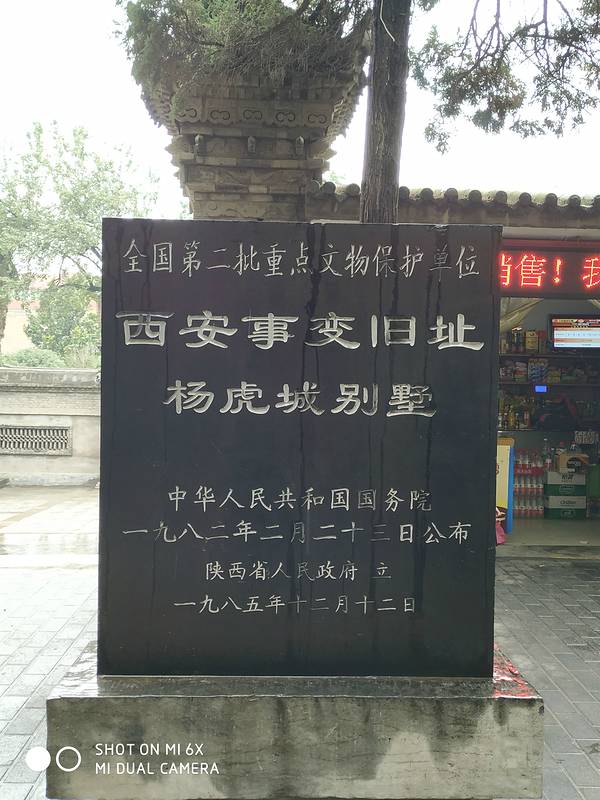 全国第二批重点文物保护单位
西安事变旧址
杨虎城别墅
中华人民共和国国务院
一九八二年二月二十三日公布
陕西省人民政府 立
一九八五年十二月十二日
销售！我
SHOT ON MI 6X
MI DUAL CAMERA